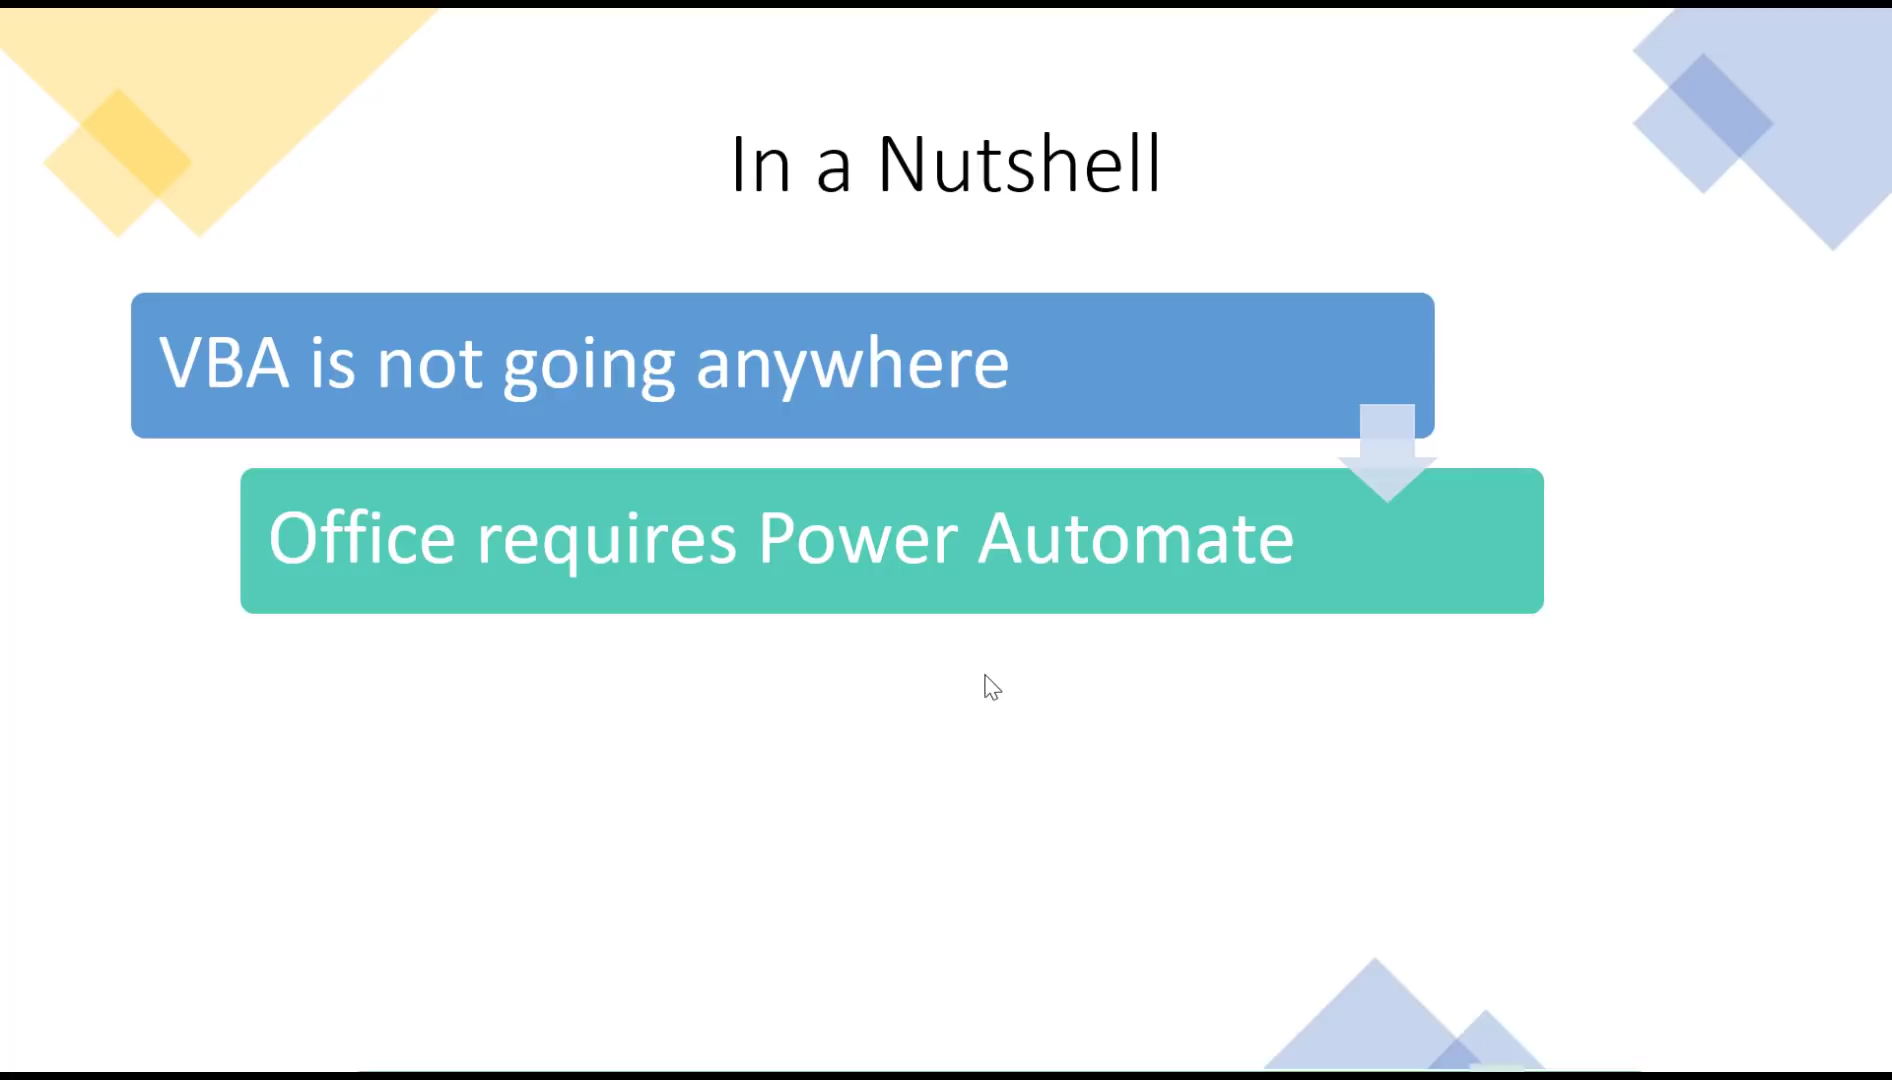 In a Nutshell
VBA is not going anywhere
Office requires Power Automate